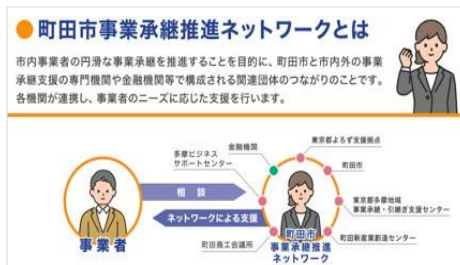 町田市事業承継推進ネットワークとは
市内事業者の円滑な事業承継を推進することを目的に、町田市と市内外の事業
承継支援の専門機関や金融機関等で構成される関連団体のつながりのことです。
各機関が連携し、事業者のニーズに応じた支援を行います。
東京都よろず支援拠点
金融機関
多摩ビジネス
サポートセンター
町田市
相談
東京都多摩地域
事業承継・引継ぎ支援センター
ネットワークによる支援
事業者
町田商工会議所
町田市
事業承継推進
ネットワーク
町田新産業創造センター